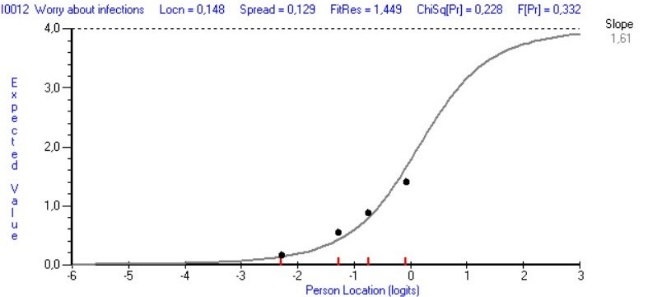 I0012 Worry about infections Locn = 0,148 Spread = 0,129 FitRes = 1,449 ChiSq[Pr] = 0,228 F[Pr] = 0,332
Slope
1,61
4,0
3,0
2,0
1,0
0,0
Expected Value
-6 -5 -4 -3 -2 -1 0 1 2 3
Person Location (logits)